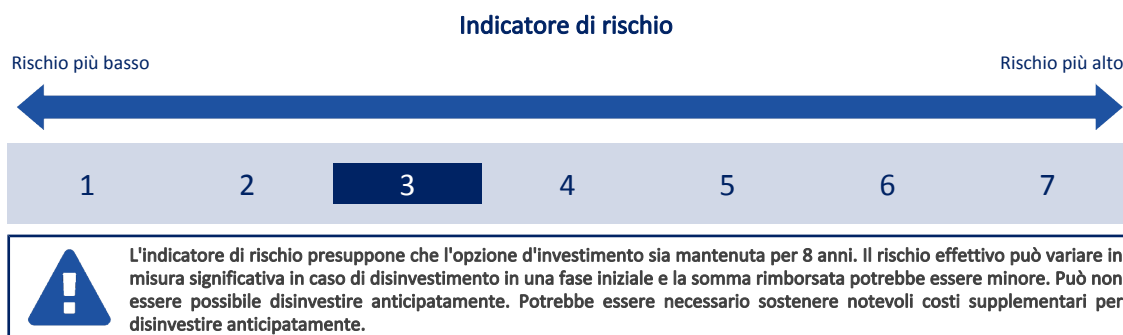 Indicatore di rischio
Rischio più basso
Rischio più alto
1 2 3 4 5 6 7
L'indicatore di rischio presuppone che l'opzione d'investimento sia mantenuta per 8 anni. Il rischio effettivo può variare in
misura significativa in caso di disinvestimento in una fase iniziale e la somma rimborsata potrebbe essere minore. Può non
essere possibile disinvestire anticipatamente. Potrebbe essere necessario sostenere notevoli costi supplementari per
disinvestire anticipatamente.